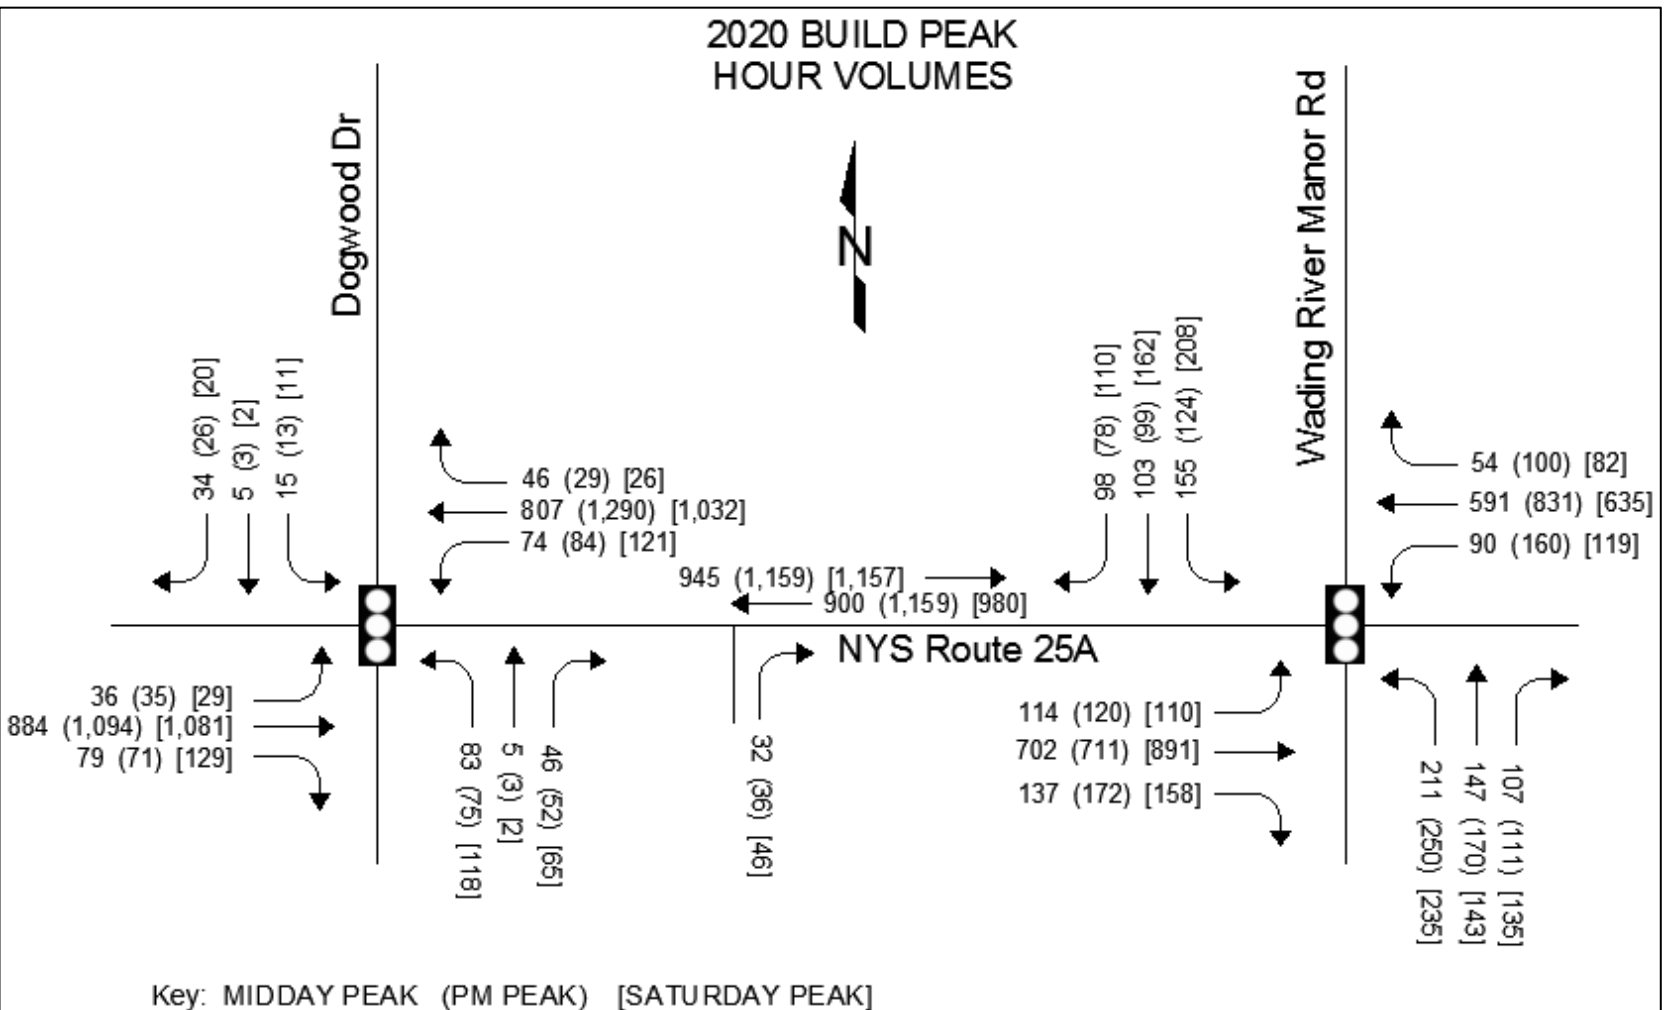 2020 BUILD PEAK
HOUR VOLUMES
Dogwood Dr
Wading River Manor Rd
N
34 (26) [20]
5 (3) [2]
15 (13) [11]
46 (29) [26]
807 (1,290) [1,032]
74 (84) [121]
98 (78) [110]
103 (99) [162]
155 (124) [208]
54 (100) [82]
591 (831) [635]
90 (160) [119]
945 (1,159) [1,157]
900 (1,159) [980]
NYS Route 25A
36 (35) [29]
884 (1,094) [1,081]
79 (71) [129]
83 (75) [118]
5 (3) [2]
46 (52) [65]
32 (36) [46]
114 (120) [110]
702 (711) [891]
137 (172) [158]
211 (250) [235]
147 (170) [143]
107 (111) [135]
Key: MIDDAY PEAK (PM PEAK) [SATURDAY PEAK]